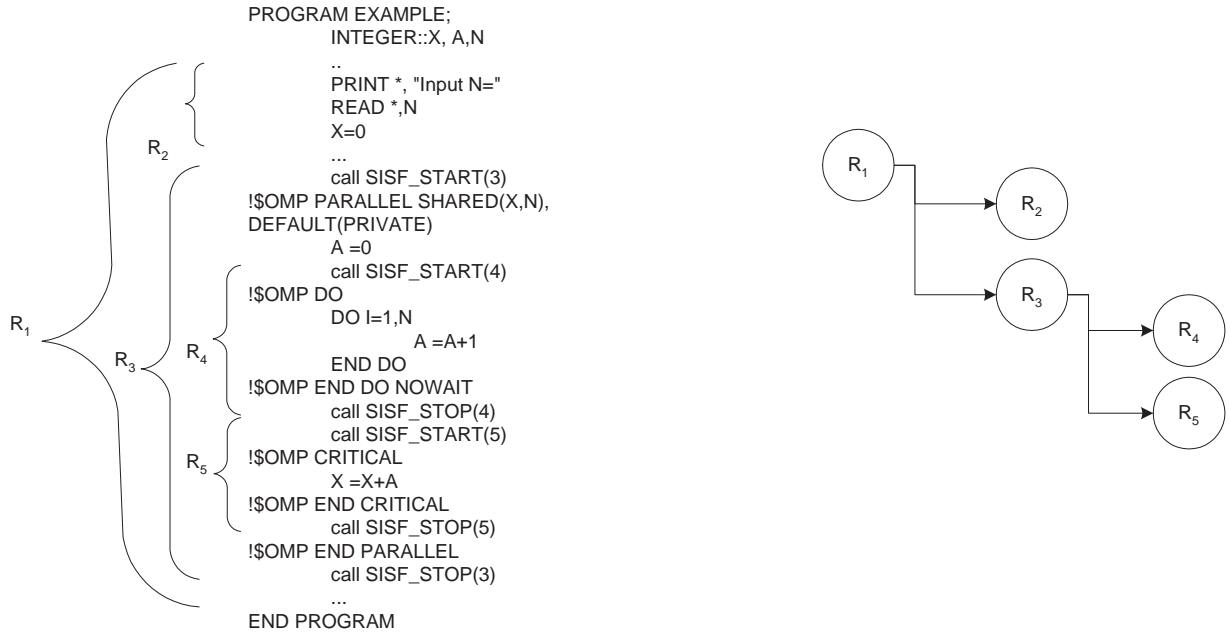 PROGRAM EXAMPLE;
INTEGER::X, A,N
..
PRINT *, "Input N="
READ *,N
X=0
...
call SISF_START(3)
!$OMP PARALLEL SHARED(X,N),
DEFAULT(PRIVATE)
A =0
call SISF_START(4)
!$OMP DO
DO I=1,N
A =A+1
END DO
!$OMP END DO NOWAIT
call SISF_STOP(4)
call SISF_START(5)
!$OMP CRITICAL
X =X+A
!$OMP END CRITICAL
call SISF_STOP(5)
!$OMP END PARALLEL
call SISF_STOP(3)
...
END PROGRAM
R1
R2
R3
R4
R5
R1
R2
R3
R4
R5